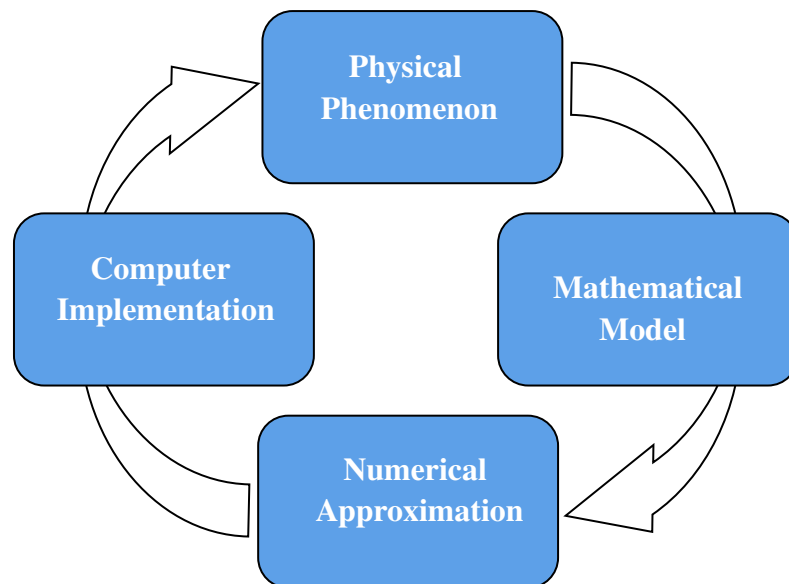 Physical
Phenomenon
Computer
Implementation
Mathematical
Model
Numerical
Approximation